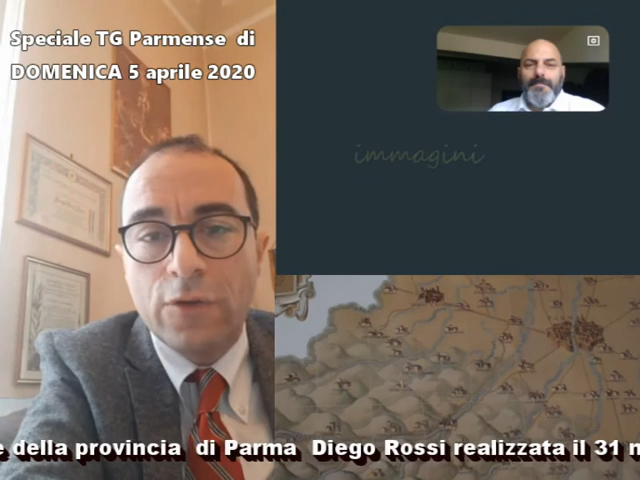 Speciale TG Parmense di
DOMENICA 5 aprile 2020
immagini
e della provincia di Parma Diego Rossi realizzata il 31